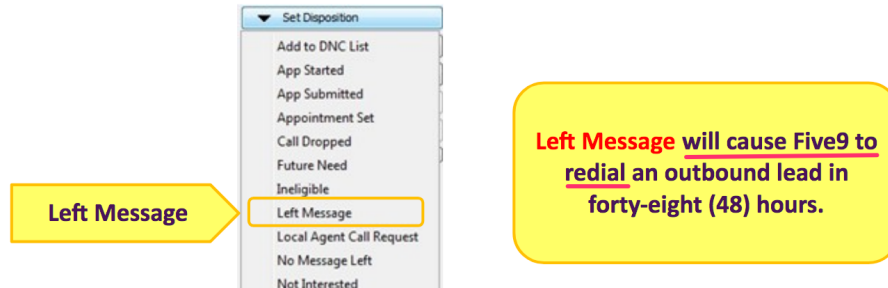 Set Disposition
Add to DNC List
App Started
App Submitted
Appointment Set
Call Dropped
Future Need
Ineligible
Left Message
Local Agent Call Request
No Message Left
Not Interested
Left Message
Left Message will cause Five9 to
redial an outbound lead in
forty-eight (48) hours.